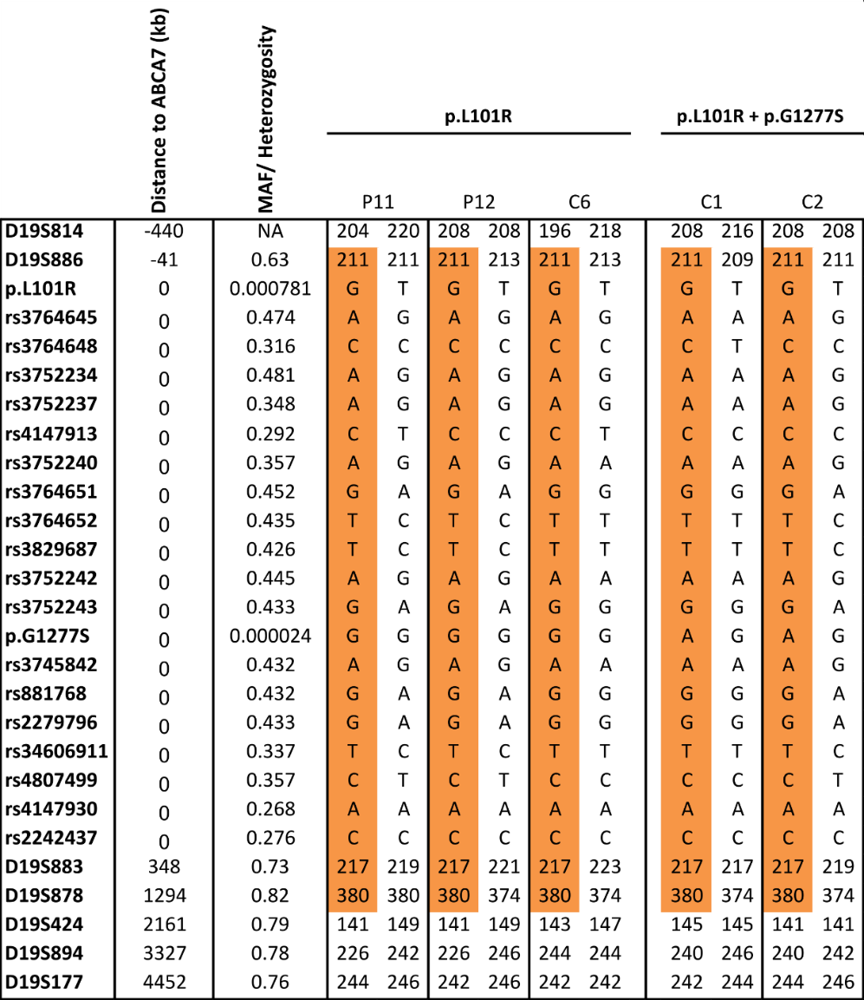 Distance to ABCA7 (kb)
MAF/ Heterozygosity
p.L101R p.L101R + p.G1277S
P11 P12 C6 C1 C2
D19S814 -440 NA 204 220 208 208 196 218 208 216 208 208
D19S886 -41 0.63 211 211 211 213 211 213 211 209 211 211
p.L101R 0 0.000781 G T G T G T G T G T
rs3764645 0 0.474 A G A G A G A A A G
rs3764648 0 0.316 C C C C C C C T C C
rs3752234 0 0.481 A G A G A G A A A G
rs3752237 0 0.348 A G A G A G A A A G
rs4147913 0 0.292 C T C C C T C C C C
rs3752240 0 0.357 A G A G A A A A A G
rs3764651 0 0.452 G A G A G G G G G A
rs3764652 0 0.435 T C T C T T T T T C
rs3829687 0 0.426 T C T C T T T T T C
rs3752242 0 0.445 A G A G A A A A A G
rs3752243 0 0.433 G A G A G G G G G A
p.G1277S 0 0.000024 G G G G G G A G A G
rs3745842 0 0.432 A G A G A A A A A G
rs881768 0 0.432 G A G A G G G G G A
rs2279796 0 0.433 G A G A G G G G G A
rs34606911 0 0.337 T C T C T T T T T C
rs4807499 0 0.357 C T C T C C C C C T
rs4147930 0 0.268 A A A A A A A A A A
rs2242437 0 0.276 C C C C C C C C C C
D19S883 348 0.73 217 219 217 221 217 223 217 217 217 219
D19S878 1294 0.82 380 380 380 374 380 374 380 374 380 374
D19S424 2161 0.79 141 149 141 149 143 147 145 145 141 141
D19S894 3327 0.78 226 242 226 246 244 244 240 246 240 242
D19S177 4452 0.76 244 246 242 246 242 242 242 244 244 246